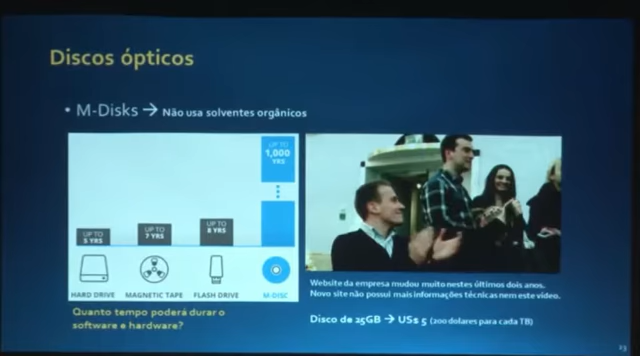 Discos ópticos
• M-Disks → Não usa solventes orgânicos
UP TO
1,000
YRS
UP TO
5 YRS
UP TO
7 YRS
UP TO
8 YRS
HARD DRIVE
MAGNETIC TAPE
FLASH DRIVE
M-DISC
Website da empresa mudou muito nestes últimos dois anos.
Novo site não possui mais informações técnicas nem este vídeo.
Quanto tempo poderá durar o
software e hardware?
Disco de 25GB → US$ 5 (200 dolares para cada TB)
23